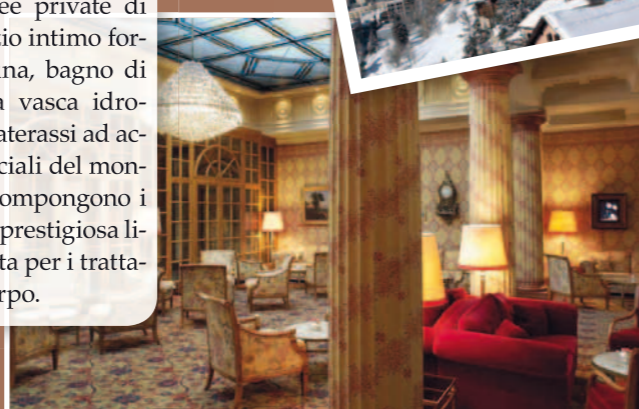 ee private di
zio intimo for-
na, bagno di
a vasca idro-
aterassi ad ac-
ciali del mon-
ompongono i
prestigiosa li-
ta per i tratta-
rpo.